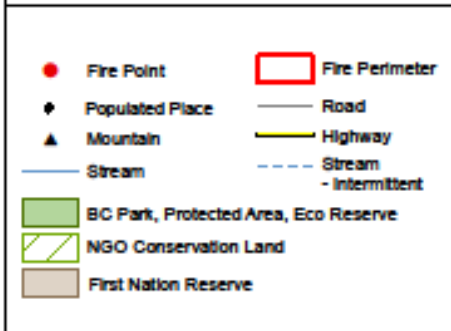 Fire Point
Fire Perimeter
Populated Place
Road
Mountain
Highway
Stream
Stream
- Intermittent
BC Park, Protected Area, Eco Reserve
NGO Conservation Land
First Nation Reserve